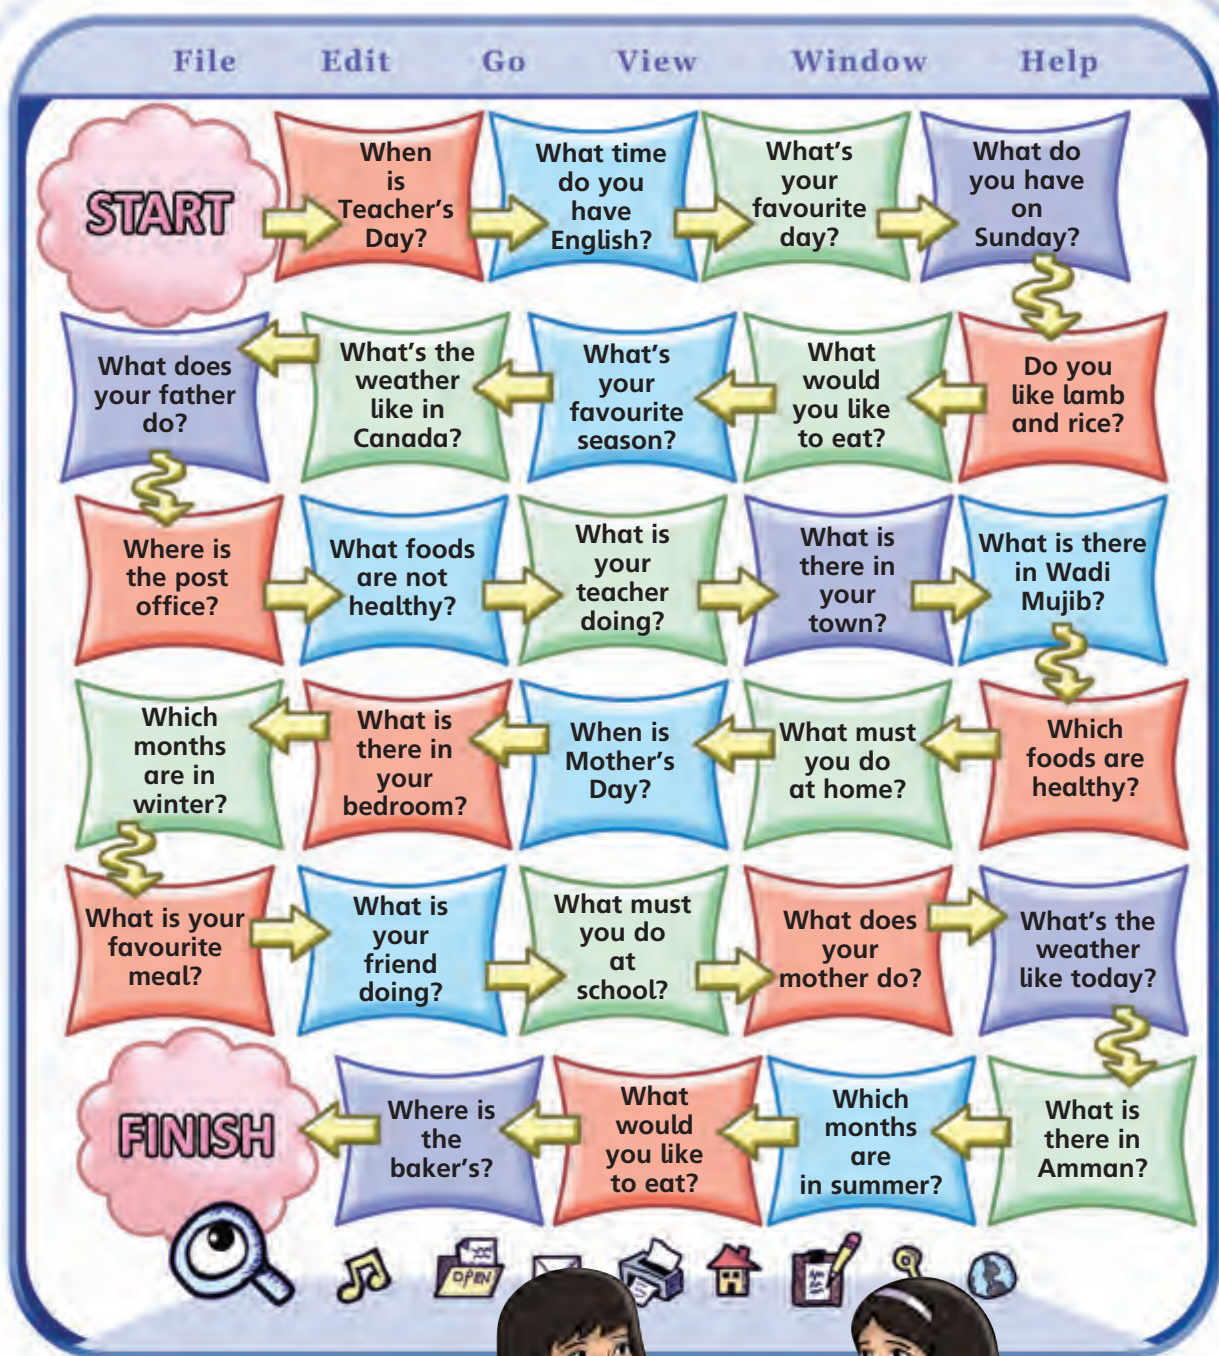 File Edit Go View Window Help
START
When
is
Teacher's
Day?
What time
do you
have
English?
What's
your
favourite
day?
What do
you have
on
Sunday?
Do you
like lamb
and rice?
What
would
you like
to eat?
What's
your
favourite
season?
What's the
weather
like in
Canada?
What does
your father
do?
Where is
the post
office?
What foods
are not
healthy?
What is
your
teacher
doing?
What is
there in
your
town?
What is there
in Wadi
Mujib?
Which
foods are
healthy?
What must
you do
at home?
When is
Mother's
Day?
What is
there in
your
bedroom?
Which
months
are in
winter?
What is your
favourite
meal?
What is
your
friend
doing?
What must
you do
at
school?
What does
your
mother do?
What's the
weather
like today?
What is
there in
Amman?
Which
months
are
in summer?
What
would
you like
to eat?
Where is
the
baker's?
FINISH
OPEN